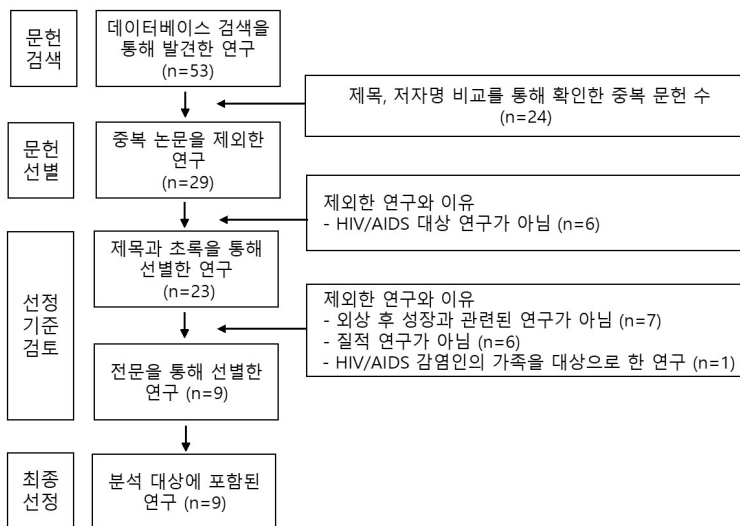 문헌
검색
데이터베이스 검색을
통해 발견한 연구
(n=53)
제목, 저자명 비교를 통해 확인한 중복 문헌 수
(n=24)
문헌
선별
중복 논문을 제외한
연구
(n=29)
제외한 연구와 이유
- HIV/AIDS 대상 연구가 아님 (n=6)
선정
기준
검토
제목과 초록을 통해
선별한 연구
(n=23)
제외한 연구와 이유
- 외상 후 성장과 관련된 연구가 아님 (n=7)
- 질적 연구가 아님 (n=6)
- HIV/AIDS 감염인의 가족을 대상으로 한 연구 (n=1)
전문을 통해 선별한
연구 (n=9)
최종
선정
분석 대상에 포함된
연구 (n=9)